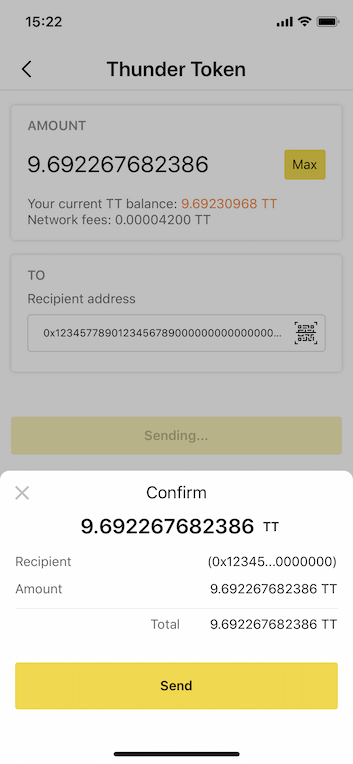 15:22
Thunder Token
AMOUNT
9.692267682386
Max
Your current TT balance: 9.69230968 TT
Network fees: 0.00004200 TT
TO
Recipient address
0x12345778901234567890000000000000000...
Sending...
Confirm
9.692267682386 TT
Recipient (0x12345...0000000)
Amount 9.692267682386 TT
Total 9.692267682386 TT
Send